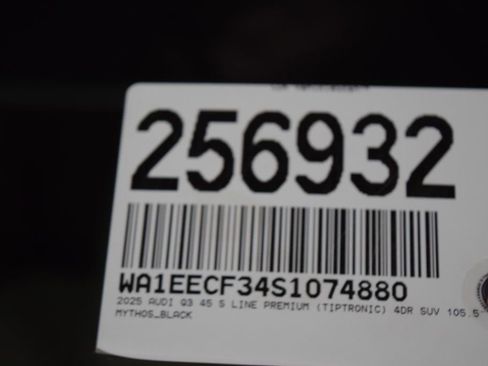 256932
WA1EECF34S1074880
2025 AUDI Q3 45 S LINE PREMIUM (TIPTRONIC) 4DR SUV 105.5
MYTHOS_BLACK